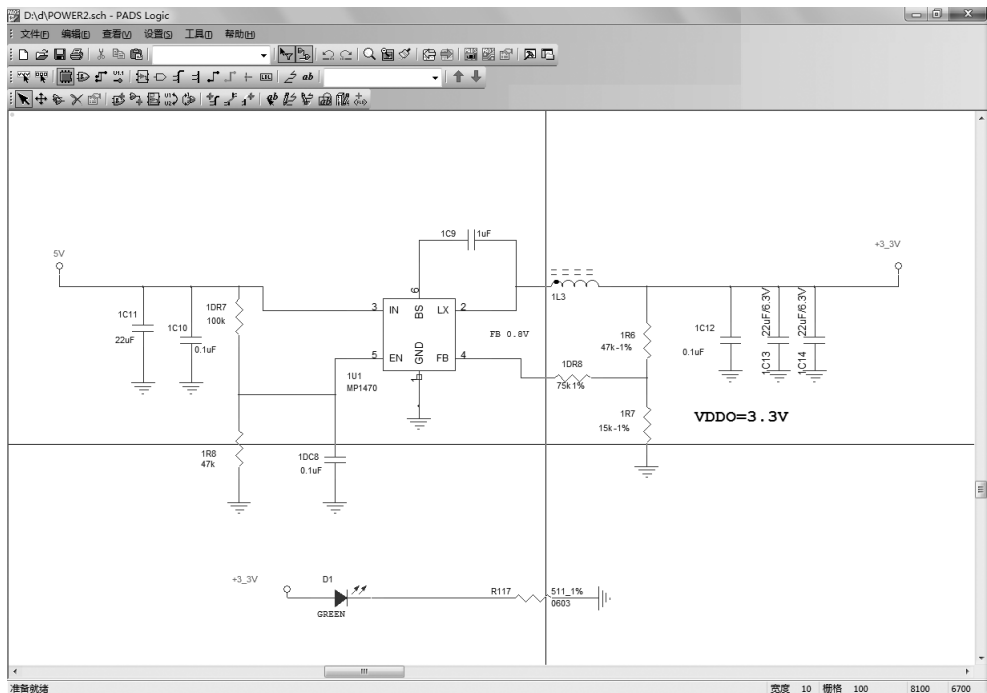 D:\d\POWER2.sch - PADS Logic
文件(F) 编辑(E) 查看(V) 设置(S) 工具(T) 帮助(H)
5V
1C11
22uF
1C10
0.1uF
1DR7
100k
1R8
47k
1DC8
0.1uF
1C9 1uF
6
3 IN BS LX 2
5 EN GND FB 4
1
1U1
MP1470
FB 0.8V
1L3
1DR8
75k 1%
1R6
47k-1%
1R7
15k-1%
1C12
0.1uF
1C13 22uF/6.3V
1C14 22uF/6.3V
+3_3V
VDDO=3.3V
+3_3V
D1
GREEN
R117 511_1%
0603
准备就绪 宽度 10 栅格 100 8100 6700